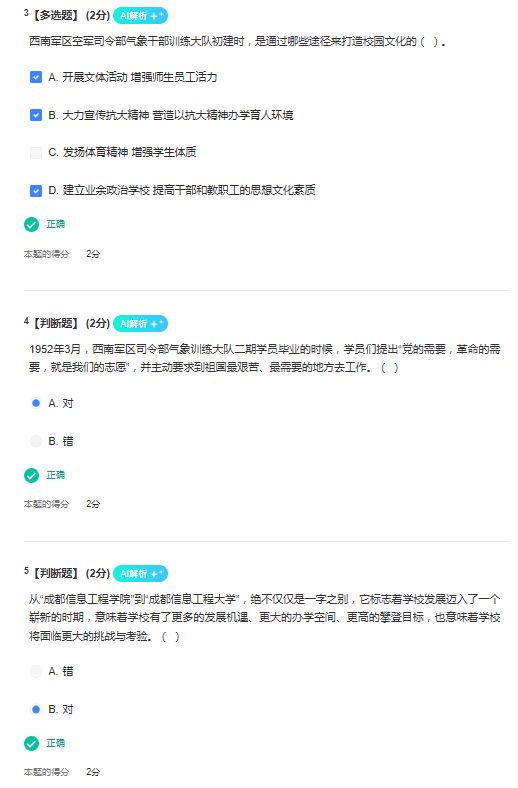 3【多选题】 (2分) AI解析
西南军区空军司令部气象干部训练大队初建时，是通过哪些途径来打造校园文化的（ ）。
A. 开展文体活动 增强师生员工活力
B. 大力宣传抗大精神 营造以抗大精神办学育人环境
C. 发扬体育精神 增强学生体质
D. 建立业余政治学校 提高干部和教职工的思想文化素质
正确
本题的得分 2分
4【判断题】 (2分) AI解析
1952年3月，西南军区司令部气象训练大队二期学员毕业的时候，学员们提出“党的需要，革命的需
要，就是我们的志愿”，并主动要求到祖国最艰苦、最需要的地方去工作。（ ）
A. 对
B. 错
正确
本题的得分 2分
5【判断题】 (2分) AI解析
从“成都信息工程学院”到“成都信息工程大学”，绝不仅仅是一字之别，它标志着学校发展迈入了一个
崭新的时期，意味着学校有了更多的发展机遇、更大的办学空间、更高的攀登目标，也意味着学校
将面临更大的挑战与考验。（ ）
A. 错
B. 对
正确
本题的得分 2分